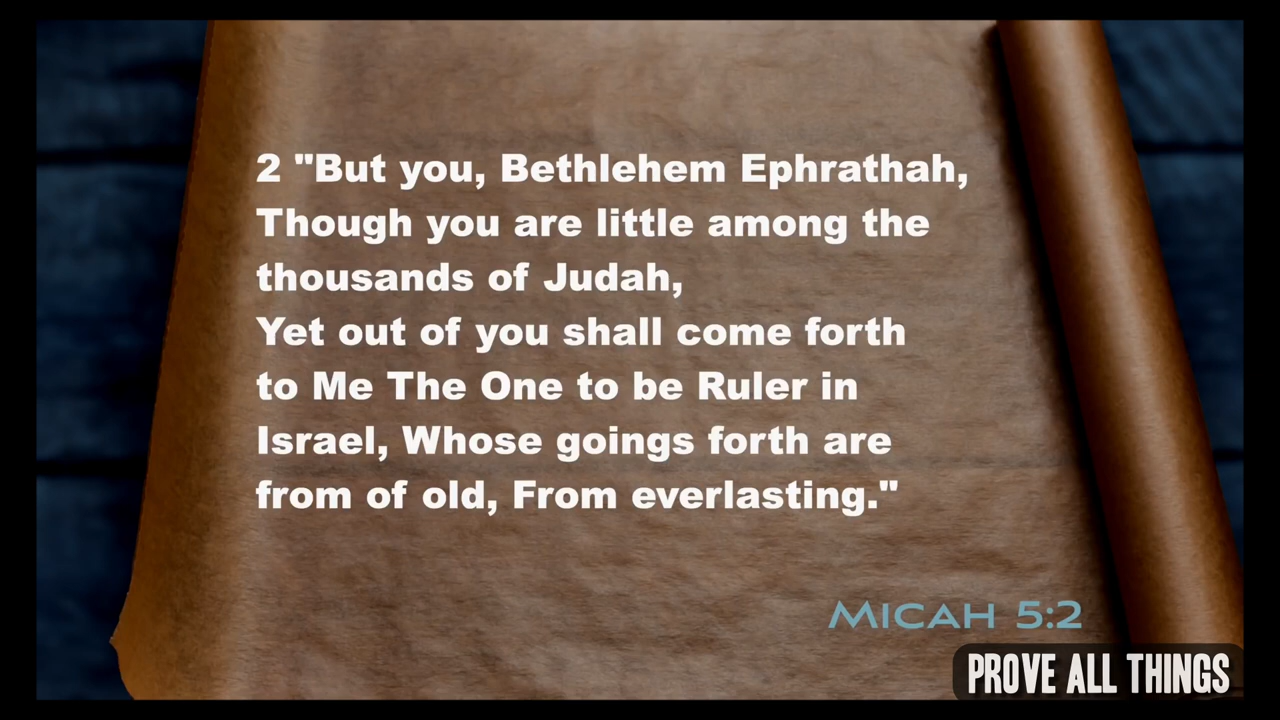 2 "But you, Bethlehem Ephrathah,
Though you are little among the
thousands of Judah,
Yet out of you shall come forth
to Me The One to be Ruler in
Israel, Whose goings forth are
from of old, From everlasting."
MICAH 5:2
PROVE ALL THINGS